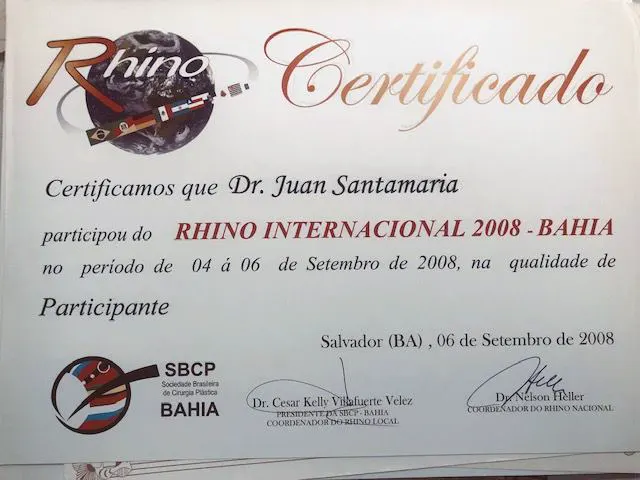 Rhino Certificado
Certificamos que Dr. Juan Santamaria
participou do RHINO INTERNACIONAL 2008 - BAHIA
no período de 04 á 06 de Setembro de 2008, na qualidade de
Participante
Salvador (BA) , 06 de Setembro de 2008
SBCP
Sociedade Brasileira
de Cirurgia Plástica
BAHIA
Dr. Cesar Kelly Villafuerte Velez
PRESIDENTE DA SBCP - BAHIA
COORDENADOR DO RHINO LOCAL
Dr. Nelson Heller
COORDENADOR DO RHINO NACIONAL